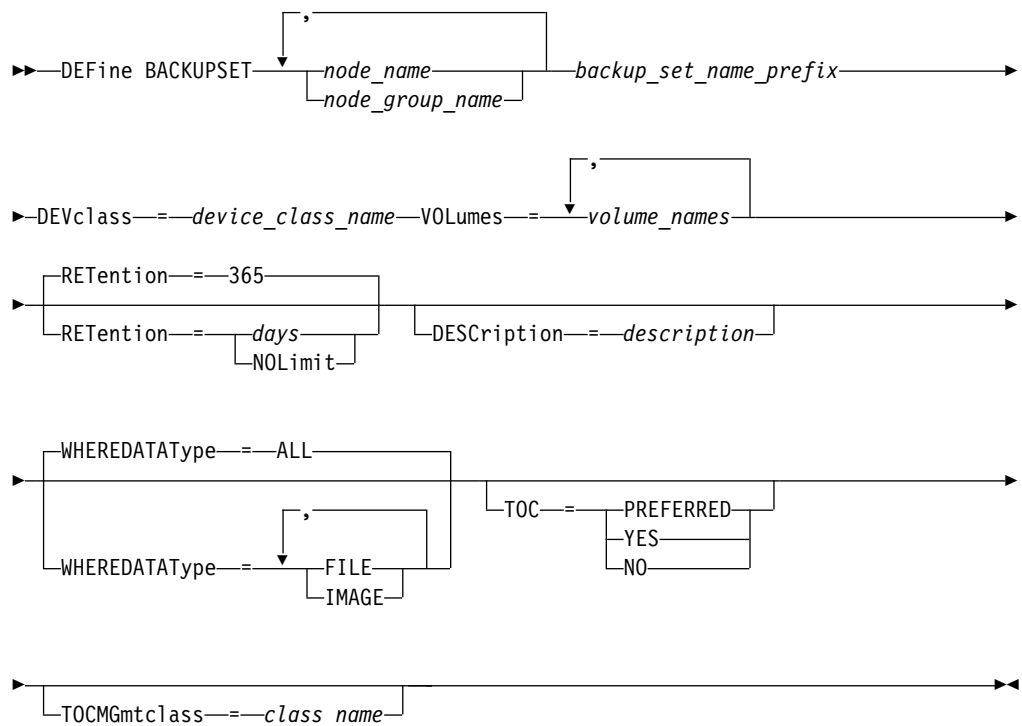 ,
DEFine BACKUPSET node_name backup_set_name_prefix
node_group_name
,
DEVclass = device_class_name VOLumes = volume_names
RETention = 365
RETention = days
NOLimit
DESCription = description
WHEREDATAType = ALL
,
WHEREDATAType = FILE
IMAGE
TOC = PREFERRED
YES
NO
TOCMGmtclass = class_name